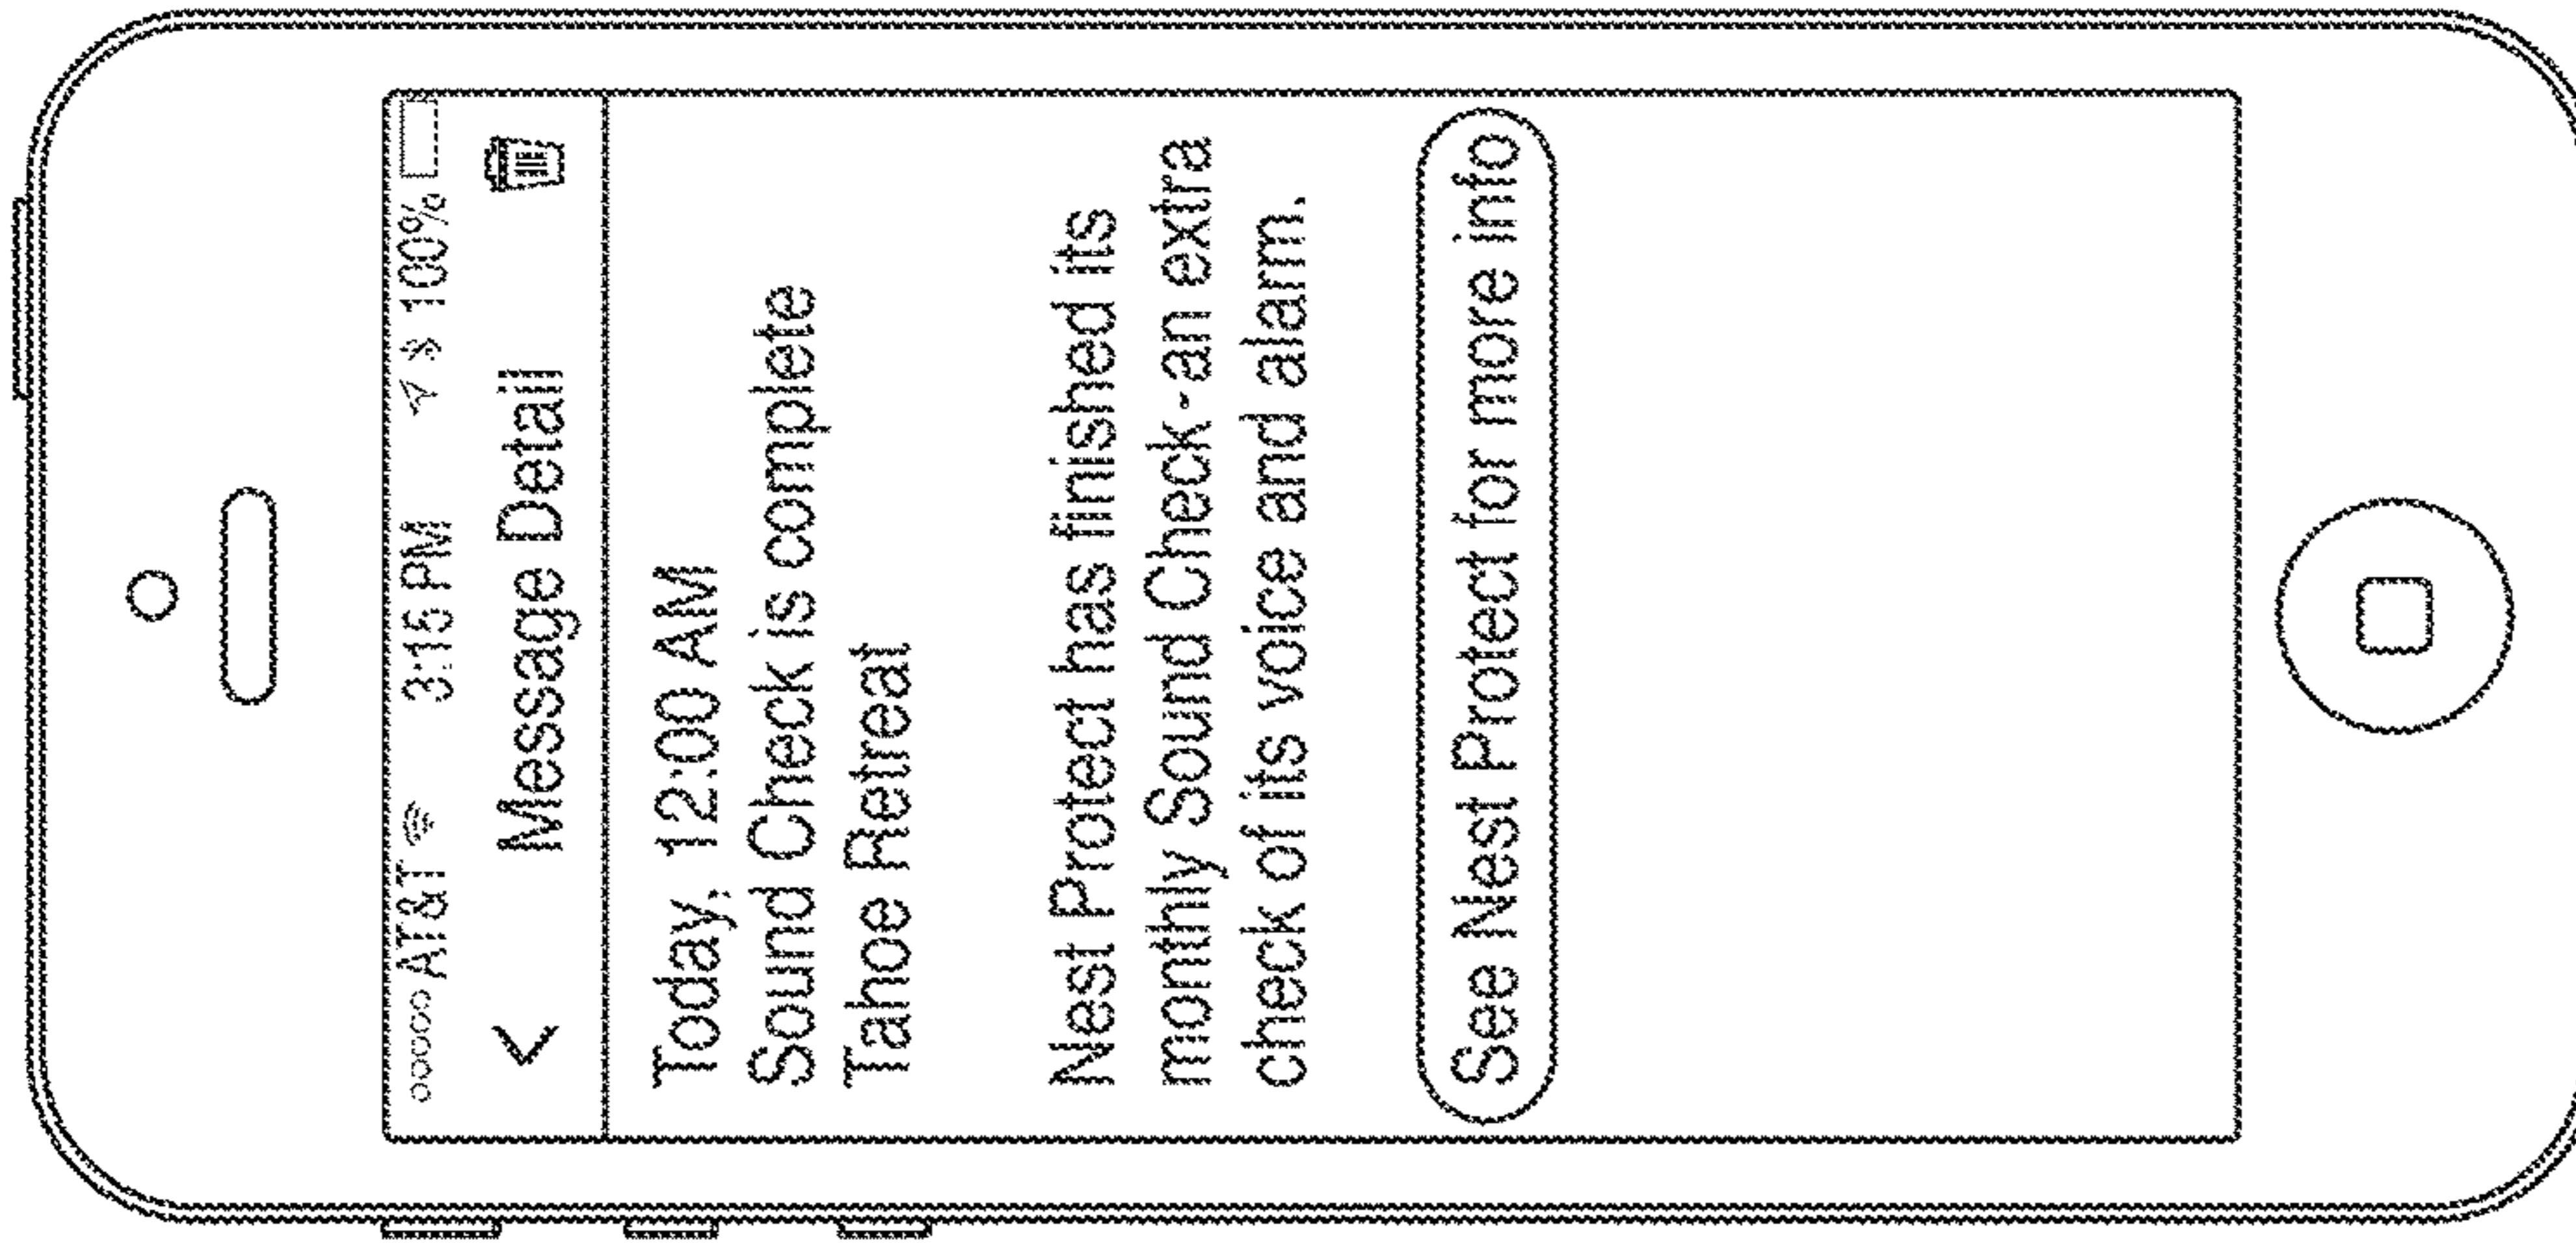 AT&T 3:15 PM 100%
Message Detail
Today, 12:00 AM
Sound Check is complete
Tahoe Retreat
Nest Protect has finished its
monthly Sound Check-an extra
check of its voice and alarm.
See Nest Protect for more info